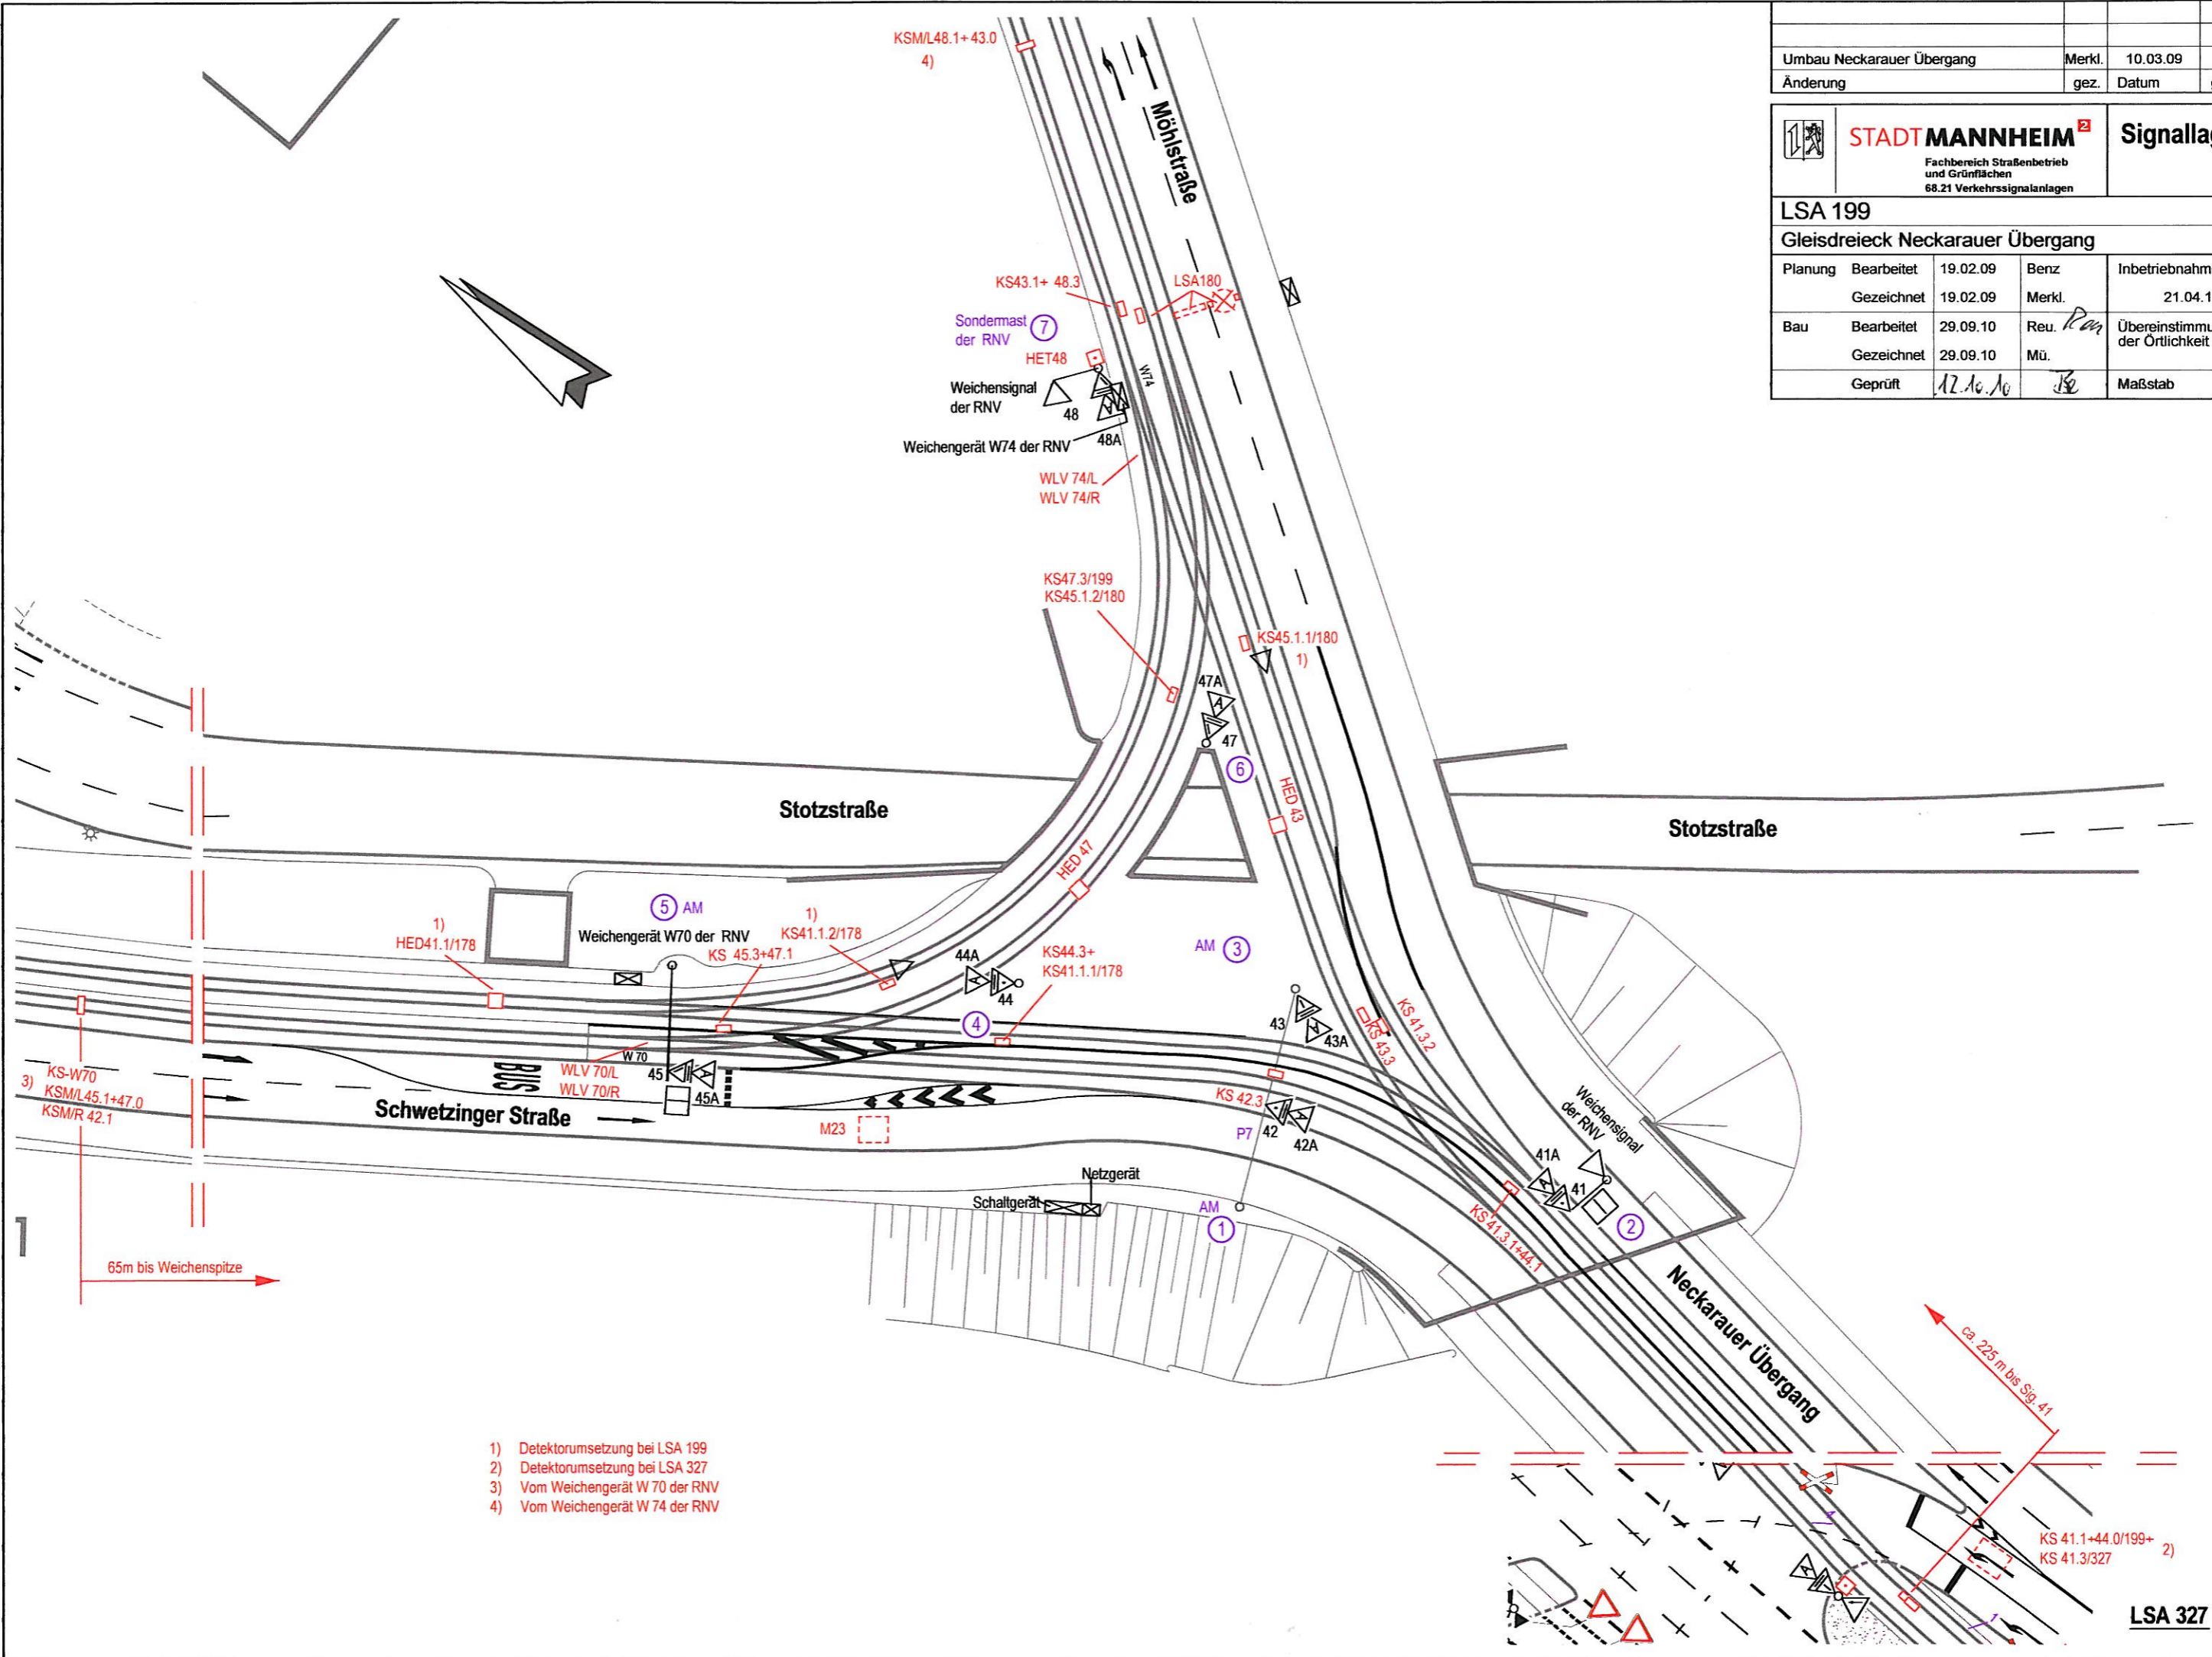 Umbau Neckarauer Übergang Merkl. 10.03.09
Änderung gez. Datum
STADT MANNHEIM 2
Fachbereich Straßenbetrieb
und Grünflächen
68.21 Verkehrssignalanlagen
Signallag
LSA 199
Gleisdreieck Neckarauer Übergang
Planung Bearbeitet 19.02.09 Benz Inbetriebnahm
Gezeichnet 19.02.09 Merkl. 21.04.1
Bau Bearbeitet 29.09.10 Reu. Übereinstimmu
der Örtlichkeit
Gezeichnet 29.09.10 Mü.
Geprüft 12.10.10 Maßstab
KSM/L48.1+43.0
4)
Möhlstraße
KS43.1+ 48.3
LSA180
Sondermast
der RNV
7
HET48
W74
Weichensignal
der RNV
48
A
48A
Weichengerät W74 der RNV
WLV 74/L
WLV 74/R
KS47.3/199
KS45.1.2/180
KS45.1.1/180
1)
47A
A
47
6
HED 43
Stotzstraße
Stotzstraße
HED 47
5 AM
Weichengerät W70 der RNV
1)
HED41.1/178
1)
KS41.1.2/178
KS 45.3+47.1
44A
A
44
KS44.3+
KS41.1.1/178
AM 3
4
43
A
43A
KS 43.3
KS 41.3.2
KS-W70
3) KSM/L45.1+47.0
KSM/R 42.1
BUS
W 70
WLV 70/L
WLV 70/R
45
A
45A
Schwetzinger Straße
M23
KS 42.3
P7
42
A
42A
Weichensignal
der RNV
41A
A
41
2
KS 41.3.1+44.1
Netzgerät
Schaltgerät
AM
1
65m bis Weichenspitze
Neckarauer Übergang
ca. 225 m bis Sig. 41
1) Detektorumsetzung bei LSA 199
2) Detektorumsetzung bei LSA 327
3) Vom Weichengerät W 70 der RNV
4) Vom Weichengerät W 74 der RNV
KS 41.1+44.0/199+
KS 41.3/327
2)
A
1
LSA 327